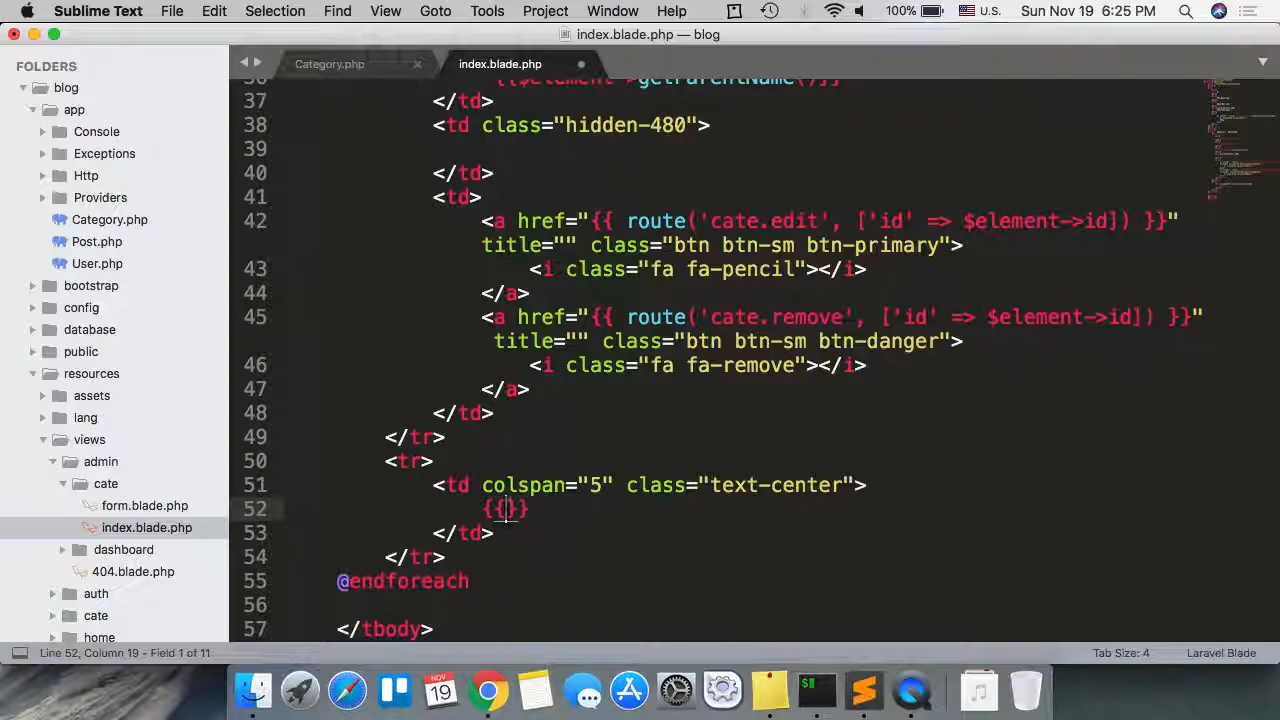 Sublime Text File Edit Selection Find View Goto Tools Project Window Help 100% U.S. Sun Nov 19 6:25 PM
index.blade.php — blog
FOLDERS
blog
app
Console
Exceptions
Http
Providers
Category.php
Post.php
User.php
bootstrap
config
database
public
resources
assets
lang
views
admin
cate
form.blade.php
index.blade.php
dashboard
404.blade.php
auth
cate
home
Category.php × index.blade.php
36 {{$element->getParentName()}}
37 </td>
38 <td class="hidden-480">
39
40 </td>
41 <td>
42 <a href="{{ route('cate.edit', ['id' => $element->id]) }}"
title="" class="btn btn-sm btn-primary">
43 <i class="fa fa-pencil"></i>
44 </a>
45 <a href="{{ route('cate.remove', ['id' => $element->id]) }}"
title="" class="btn btn-sm btn-danger">
46 <i class="fa fa-remove"></i>
47 </a>
48 </td>
49 </tr>
50 <tr>
51 <td colspan="5" class="text-center">
52 {{}}
53 </td>
54 </tr>
55 @endforeach
56
57 </tbody>
Line 52, Column 19 - Field 1 of 11 Tab Size: 4 Laravel Blade
NOV
19